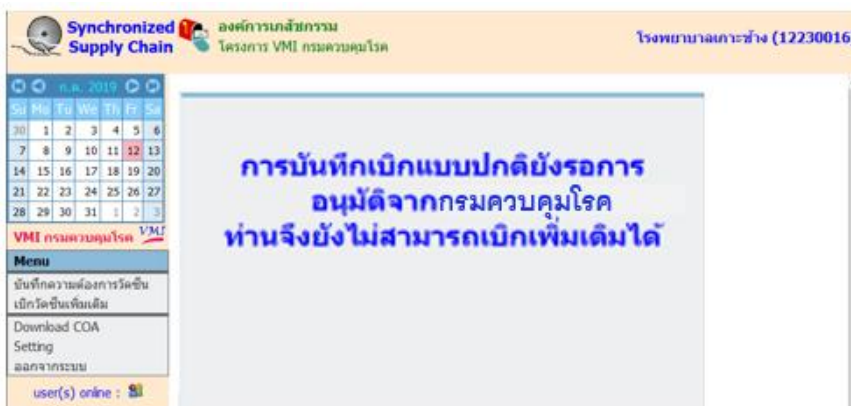 Synchronized
Supply Chain
องค์การเภสัชกรรม
โครงการ VMI กรมควบคุมโรค
โรงพยาบาลเกาะช้าง (12230016
ก.ค. 2019
Su Mo Tu We Th Fr Sa
30 1 2 3 4 5 6
7 8 9 10 11 12 13
14 15 16 17 18 19 20
21 22 23 24 25 26 27
28 29 30 31 1 2 3
VMI กรมควบคุมโรค VMI
Menu
บันทึกความต้องการวัคซีน
เบิกวัคซีนเพิ่มเติม
Download COA
Setting
ออกจากระบบ
user(s) online :
การบันทึกเบิกแบบปกติยังรอการ
อนุมัติจากกรมควบคุมโรค
ท่านจึงยังไม่สามารถเบิกเพิ่มเติมได้